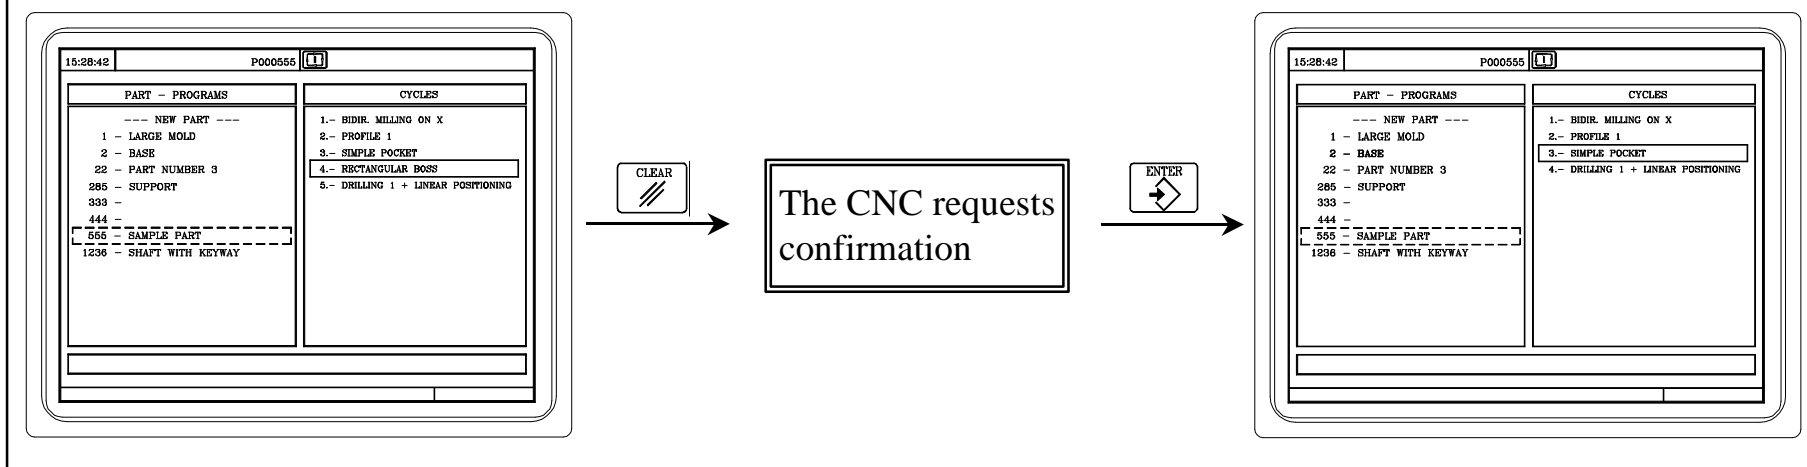 15:28:42 P000555
PART - PROGRAMS CYCLES
--- NEW PART ---
1 - LARGE MOLD
2 - BASE
22 - PART NUMBER 3
285 - SUPPORT
333 -
444 -
555 - SAMPLE PART
1236 - SHAFT WITH KEYWAY
1.- BIDIR. MILLING ON X
2.- PROFILE 1
3.- SIMPLE POCKET
4.- RECTANGULAR BOSS
5.- DRILLING 1 + LINEAR POSITIONING
CLEAR
The CNC requests
confirmation
ENTER
15:28:42 P000555
PART - PROGRAMS CYCLES
--- NEW PART ---
1 - LARGE MOLD
2 - BASE
22 - PART NUMBER 3
285 - SUPPORT
333 -
444 -
555 - SAMPLE PART
1236 - SHAFT WITH KEYWAY
1.- BIDIR. MILLING ON X
2.- PROFILE 1
3.- SIMPLE POCKET
4.- DRILLING 1 + LINEAR POSITIONING